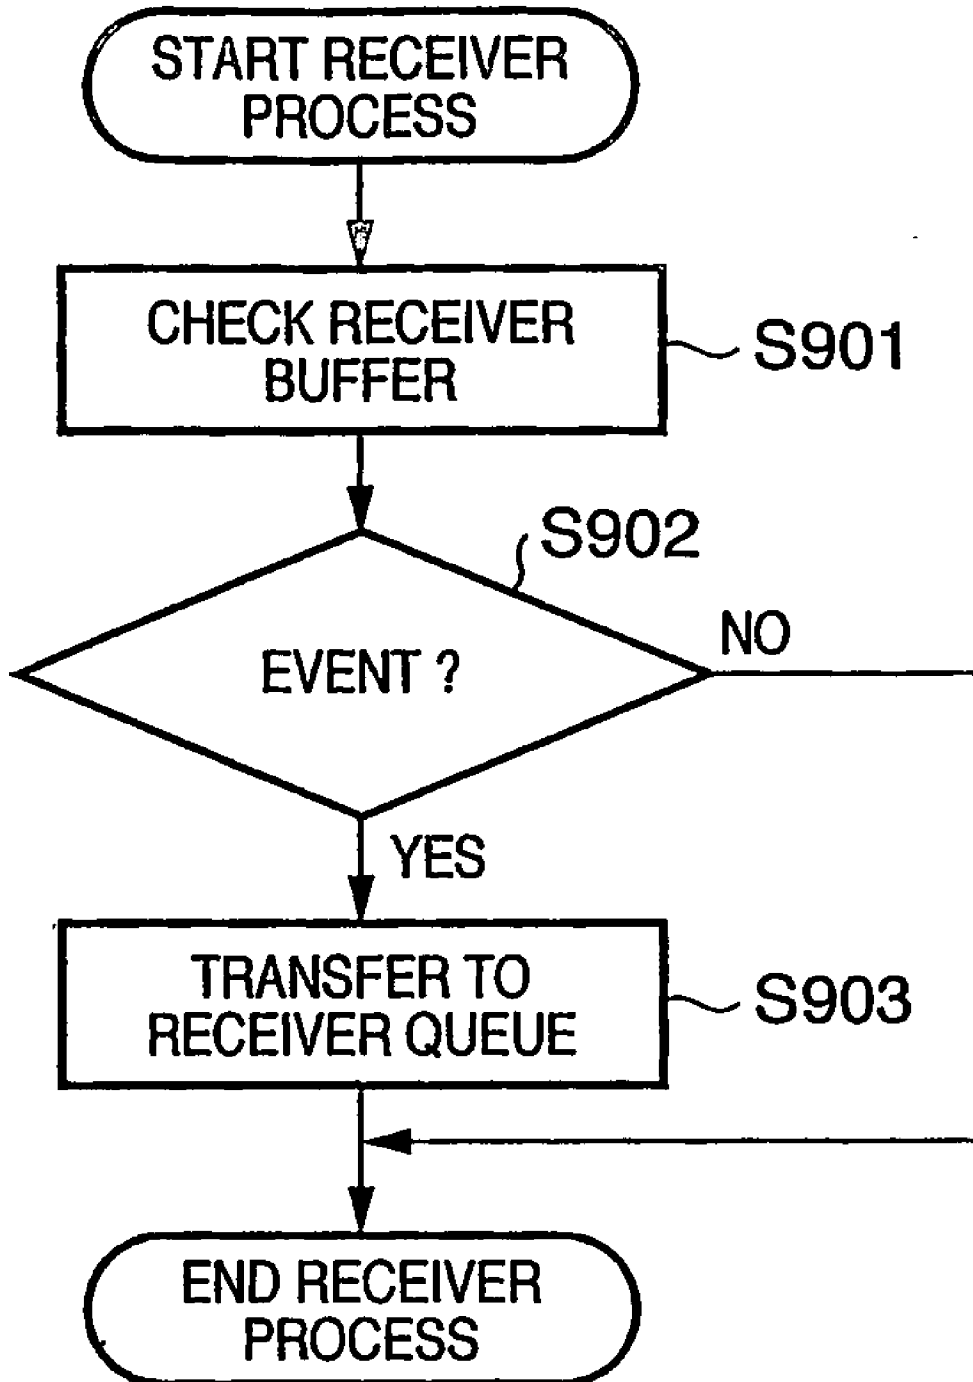 START RECEIVER
PROCESS
CHECK RECEIVER
BUFFER
S901
S902
EVENT ?
NO
YES
TRANSFER TO
RECEIVER QUEUE
S903
END RECEIVER
PROCESS